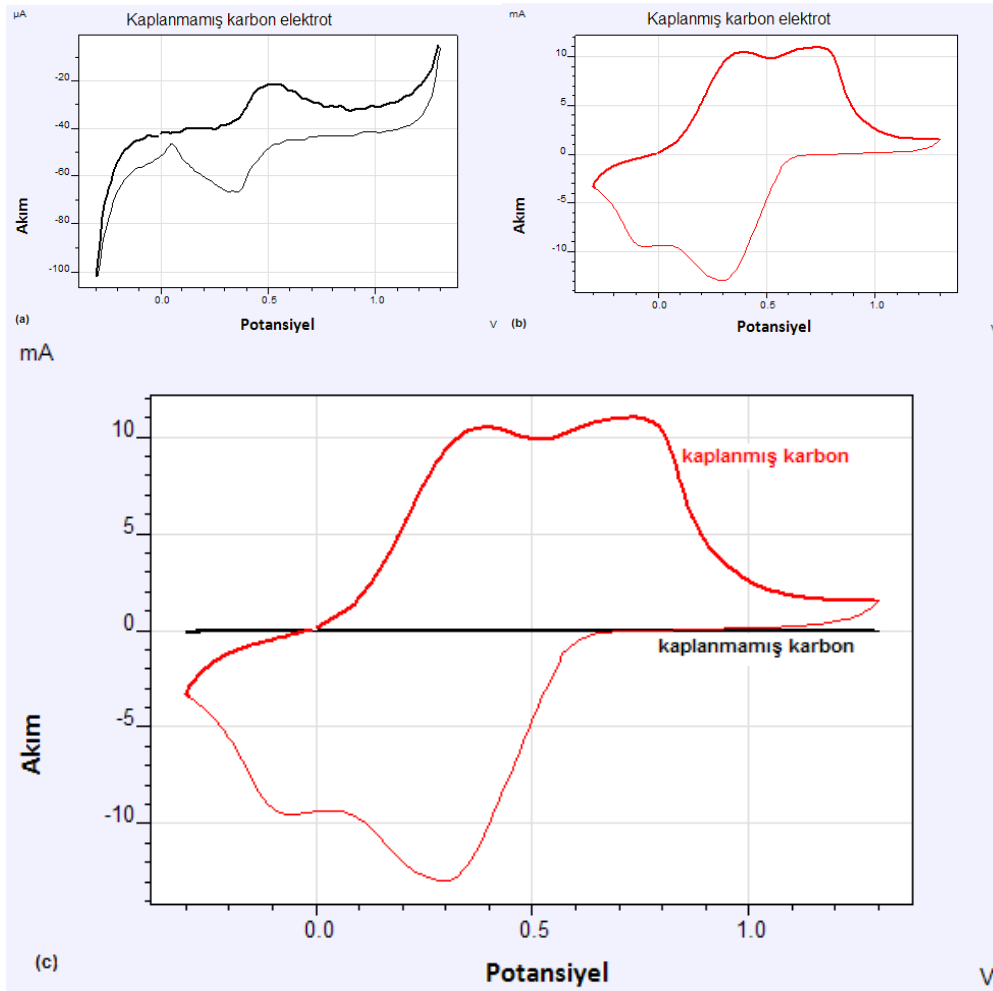 µA
Kaplanmamış karbon elektrot
-20
-40
-60
-80
-100
Akım
0.0
0.5
1.0
(a)
Potansiyel
V
mA
Kaplanmış karbon elektrot
10
5
0
-5
-10
Akım
0.0
0.5
1.0
(b)
Potansiyel
mA
10
5
0
-5
-10
Akım
kaplanmış karbon
kaplanmamış karbon
0.0
0.5
1.0
(c)
Potansiyel
V